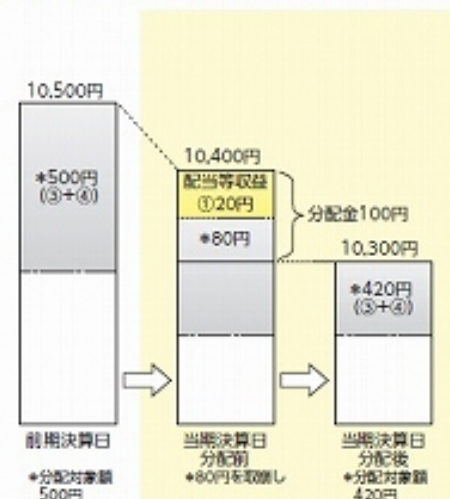 10,500円
*500円
(③+④)
10,400円
配当等収益
①20円
*80円
分配金100円
10,300円
*420円
(③+④)
前期決算日
*分配対象額
500円
当期決算日
分配前
*80円を取崩し
当期決算日
分配後
*分配対象額
420円